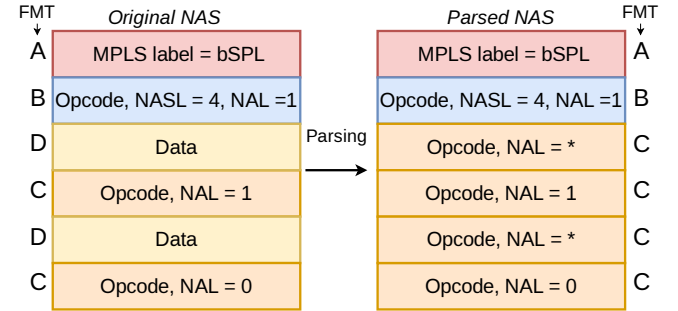 FMT Original NAS Parsed NAS FMT
A MPLS label = bSPL MPLS label = bSPL A
B Opcode, NASL = 4, NAL =1 Opcode, NASL = 4, NAL =1 B
D Data Parsing Opcode, NAL = * C
C Opcode, NAL = 1 Opcode, NAL = 1 C
D Data Opcode, NAL = * C
C Opcode, NAL = 0 Opcode, NAL = 0 C